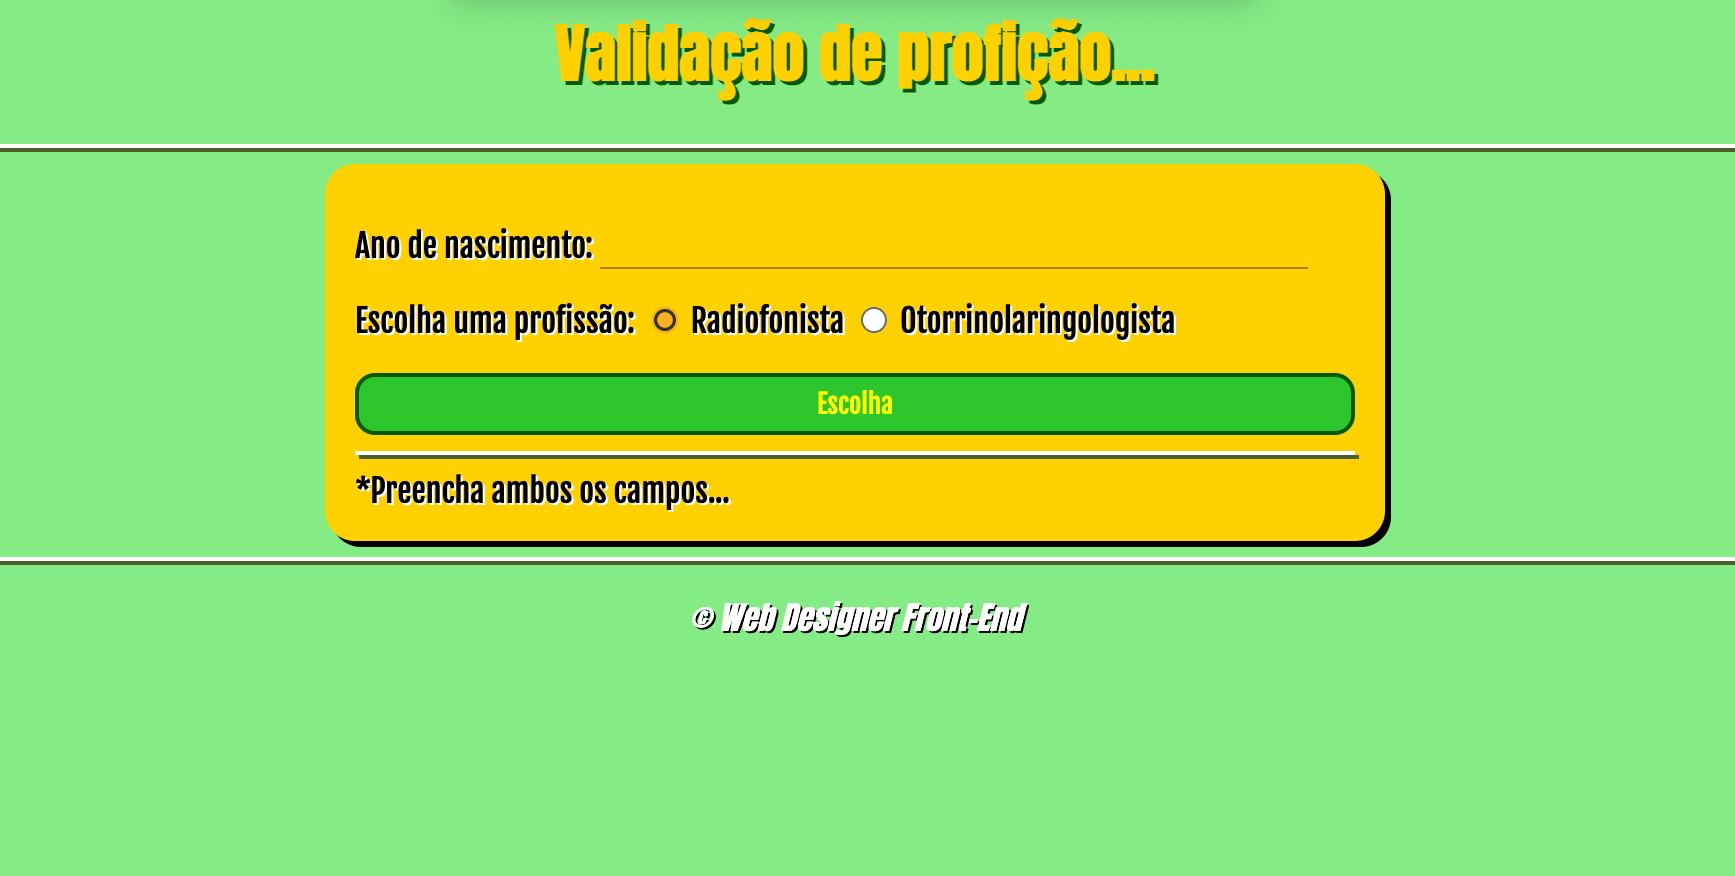 Validação de profição...
Ano de nascimento:
Escolha uma profissão: Radiofonista Otorrinolaringologista
Escolha
*Preencha ambos os campos...
© Web Designer Front-End